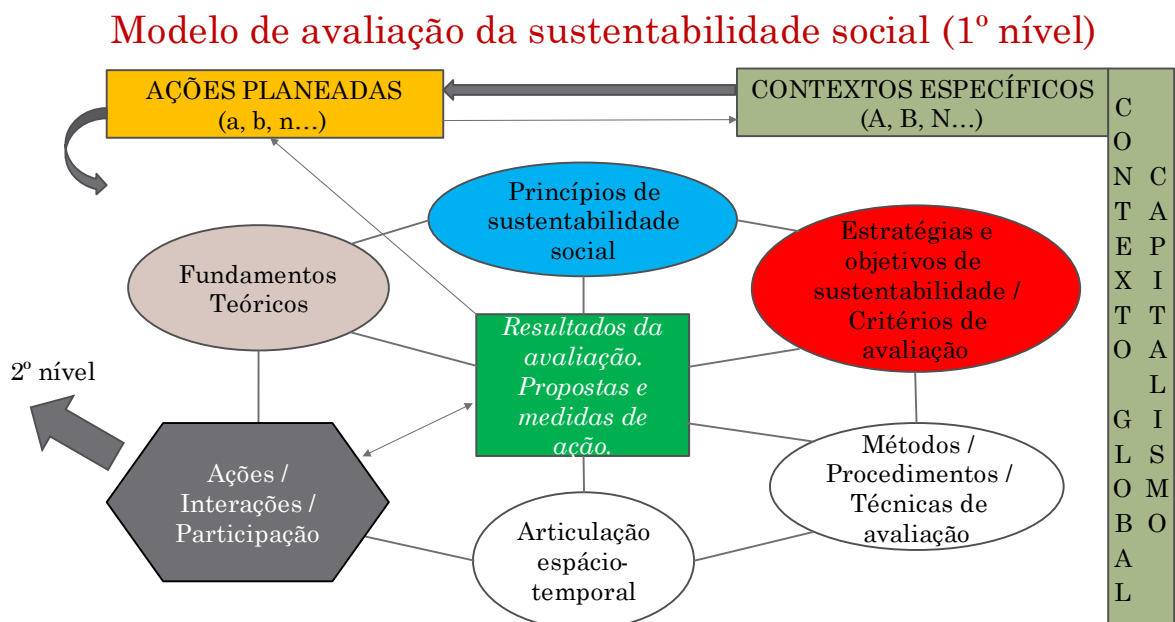 Modelo de avaliação da sustentabilidade social (1º nível)
AÇÕES PLANEADAS
(a, b, n…)
CONTEXTOS ESPECÍFICOS
(A, B, N…)
CONTEXTO GLOBAL
CAPITALISMO
Princípios de
sustentabilidade
social
Estratégias e
objetivos de
sustentabilidade /
Critérios de
avaliação
Fundamentos
Teóricos
Resultados da
avaliação.
Propostas e
medidas de
ação.
2º nível
Ações /
Interações /
Participação
Métodos /
Procedimentos /
Técnicas de
avaliação
Articulação
espácio-
temporal